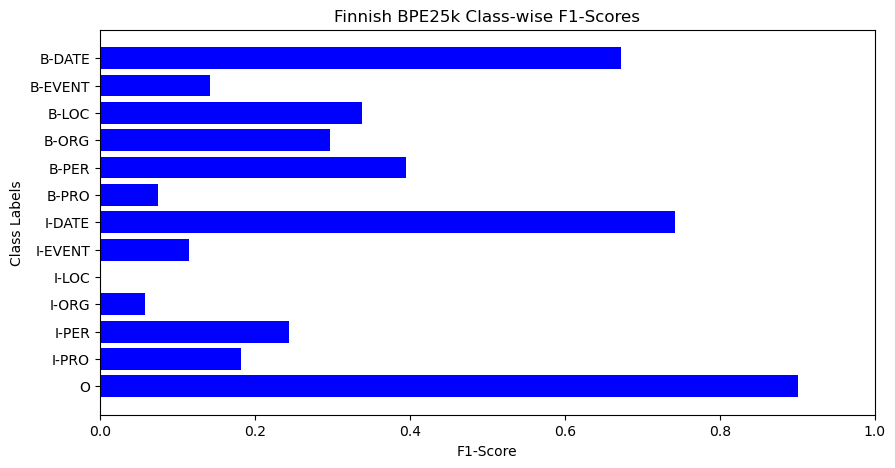 Finnish BPE25k Class-wise F1-Scores
Class Labels
B-DATE
B-EVENT
B-LOC
B-ORG
B-PER
B-PRO
I-DATE
I-EVENT
I-LOC
I-ORG
I-PER
I-PRO
O
0.0 0.2 0.4 0.6 0.8 1.0
F1-Score